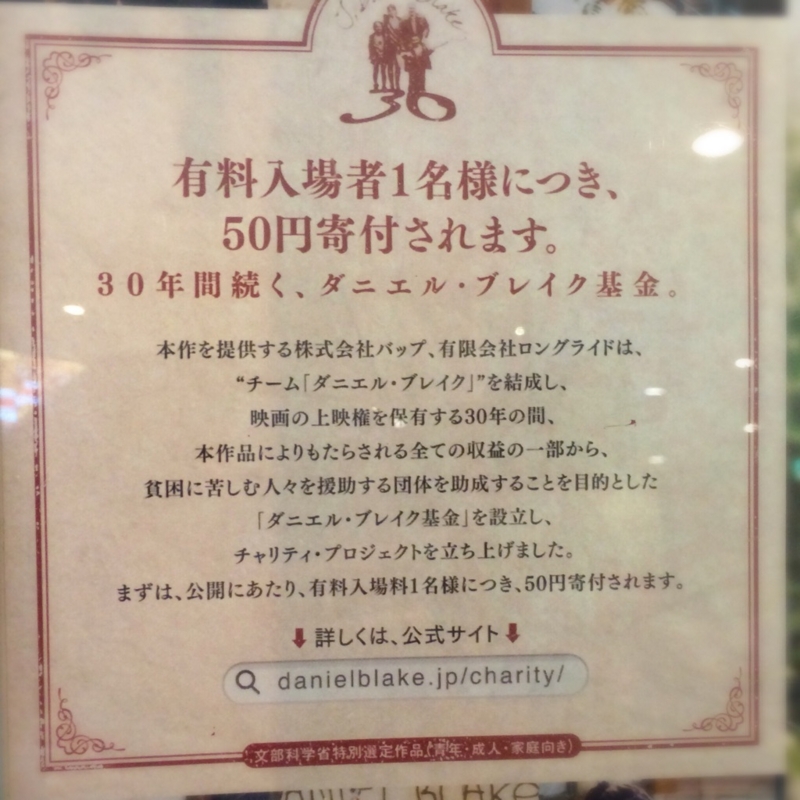 Blake
30
有料入場者1名様につき、
50円寄付されます。
30年間続く、ダニエル・ブレイク基金。
本作を提供する株式会社バップ、有限会社ロングライドは、
“チーム「ダニエル・ブレイク」”を結成し、
映画の上映権を保有する30年の間、
本作品によりもたらされる全ての収益の一部から、
貧困に苦しむ人々を援助する団体を助成することを目的とした
「ダニエル・ブレイク基金」を設立し、
チャリティ・プロジェクトを立ち上げました。
まずは、公開にあたり、有料入場料1名様につき、50円寄付されます。
⬇詳しくは、公式サイト⬇
danielblake.jp/charity/
文部科学省特別選定作品(青年・成人・家庭向き)
BLAKE